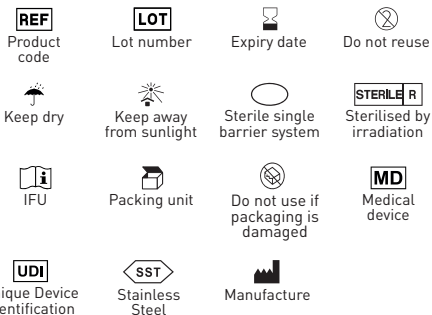 REF LOT
Product code Lot number Expiry date Do not reuse
STERILE R
Keep dry Keep away from sunlight Sterile single barrier system Sterilised by irradiation
i MD
IFU Packing unit Do not use if packaging is damaged Medical device
UDI SST
Device Stainless Steel Manufacture